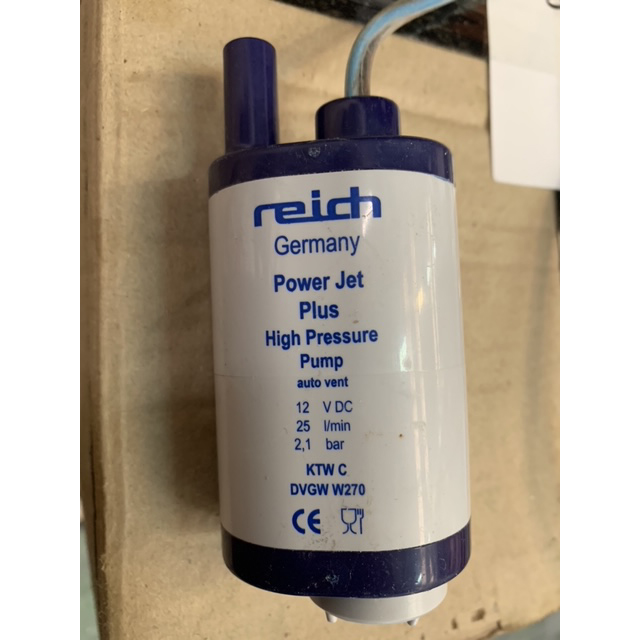 reich
Germany
Power Jet
Plus
High Pressure
Pump
auto vent
12 V DC
25 l/min
2,1 bar
KTW C
DVGW W270
CE